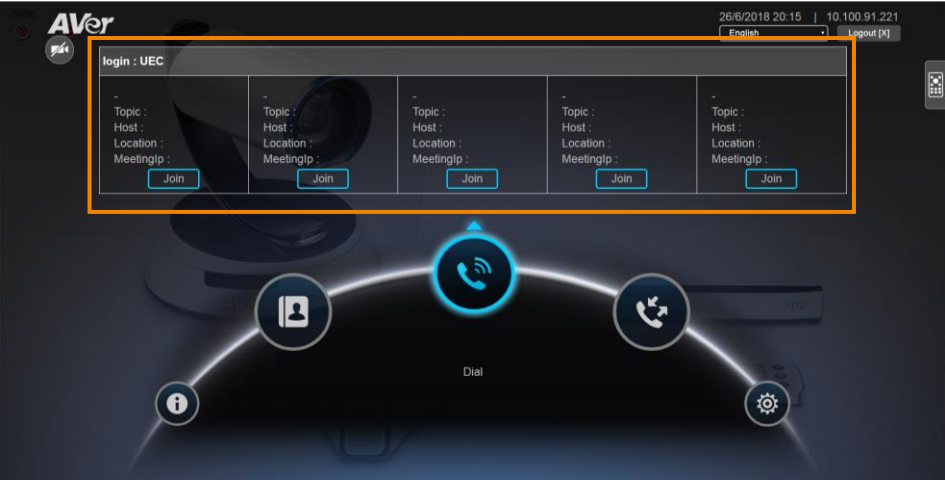 AVer
26/6/2018 20:15 | 10.100.91.221
English
Logout [X]
login : UEC
- - - - -
Topic : Topic : Topic : Topic : Topic :
Host : Host : Host : Host : Host :
Location : Location : Location : Location : Location :
MeetingIp : MeetingIp : MeetingIp : MeetingIp : MeetingIp :
Join Join Join Join Join
Dial